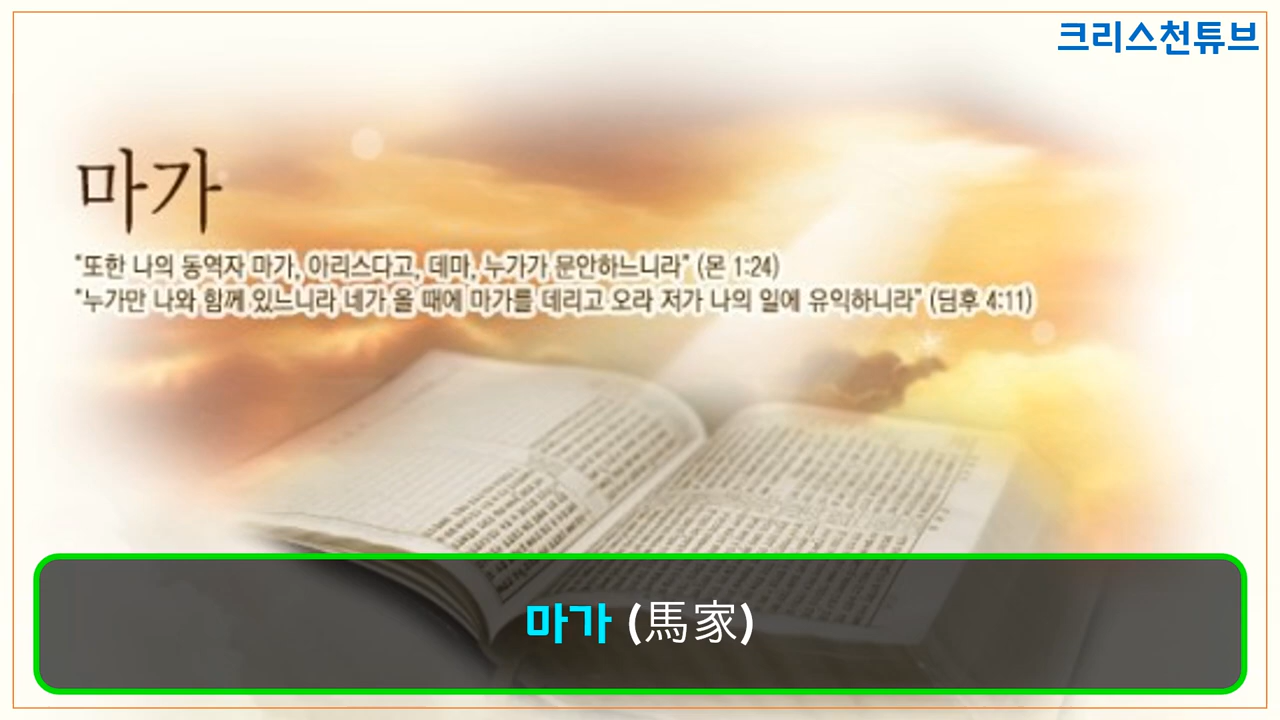 크리스천튜브
마가
"또한 나의 동역자 마가, 아리스다고, 데마, 누가가 문안하느니라" (몬 1:24)
"누가만 나와 함께 있느니라 네가 올 때에 마가를 데리고 오라 저가 나의 일에 유익하니라" (딤후 4:11)
마가 (馬家)